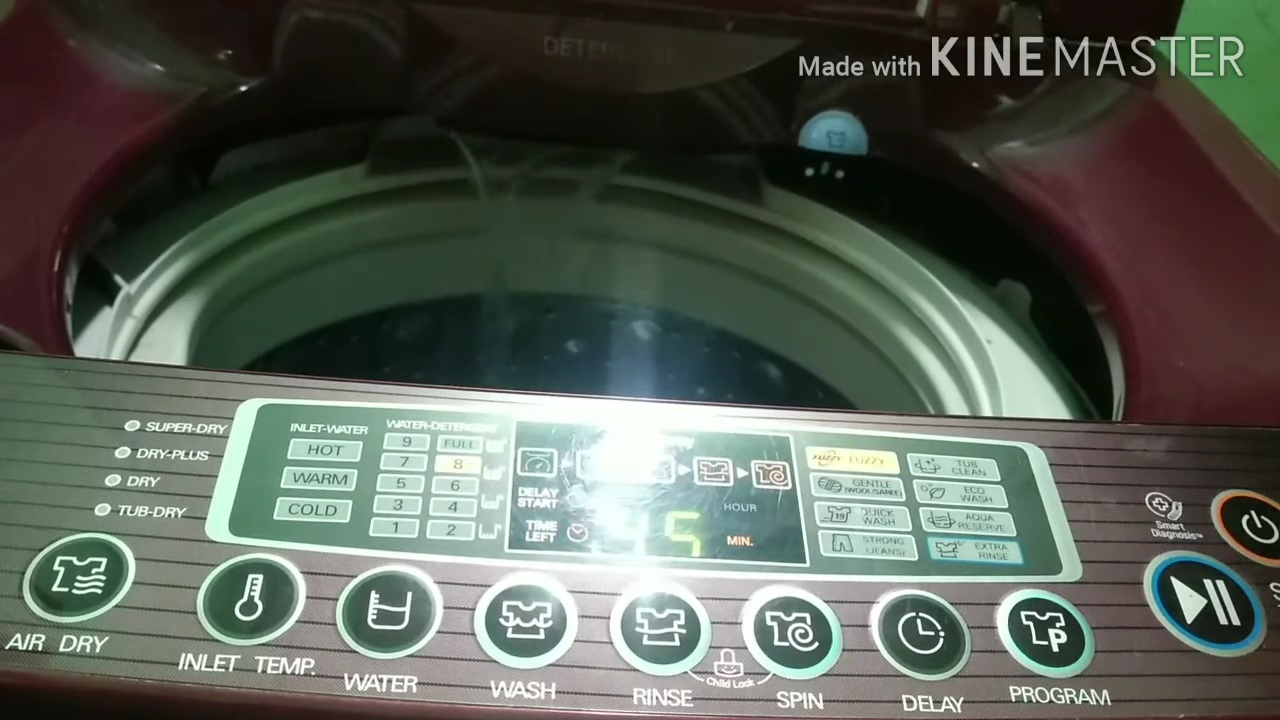 Made with KINEMASTER
SUPER-DRY
DRY-PLUS
DRY
TUB-DRY
INLET-WATER
HOT
WARM
COLD
9 FULL
7 8
5 6
3 4
1 2
DELAY START
TIME LEFT
HOUR
5 MIN.
FUZZY
GENTLE
QUICK WASH
STRONG (JEANS)
TUB CLEAN
ECO WASH
AQUA RESERVE
EXTRA RINSE
Smart Diagnosis™
AIR DRY
INLET TEMP.
WATER
WASH
RINSE
Child Lock
SPIN
DELAY
PROGRAM